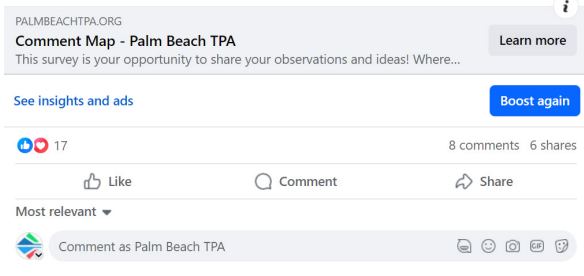 PALMBEACHTPA.ORG
Comment Map - Palm Beach TPA
This survey is your opportunity to share your observations and ideas! Where...
Learn more
See insights and ads
Boost again
17
8 comments 6 shares
Like Comment Share
Most relevant
Comment as Palm Beach TPA
GIF